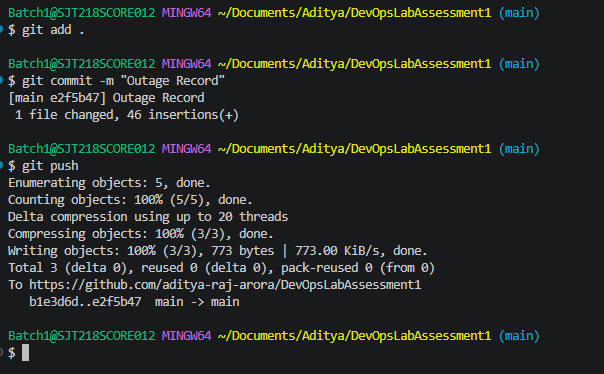 Batch1@SJT218SCORE012 MINGW64 ~/Documents/Aditya/DevOpsLabAssessment1 (main)
$ git add .
Batch1@SJT218SCORE012 MINGW64 ~/Documents/Aditya/DevOpsLabAssessment1 (main)
$ git commit -m "Outage Record"
[main e2f5b47] Outage Record
 1 file changed, 46 insertions(+)
Batch1@SJT218SCORE012 MINGW64 ~/Documents/Aditya/DevOpsLabAssessment1 (main)
$ git push
Enumerating objects: 5, done.
Counting objects: 100% (5/5), done.
Delta compression using up to 20 threads
Compressing objects: 100% (3/3), done.
Writing objects: 100% (3/3), 773 bytes | 773.00 KiB/s, done.
Total 3 (delta 0), reused 0 (delta 0), pack-reused 0 (from 0)
To https://github.com/aditya-raj-arora/DevOpsLabAssessment1
   b1e3d6d..e2f5b47  main -> main
Batch1@SJT218SCORE012 MINGW64 ~/Documents/Aditya/DevOpsLabAssessment1 (main)
$